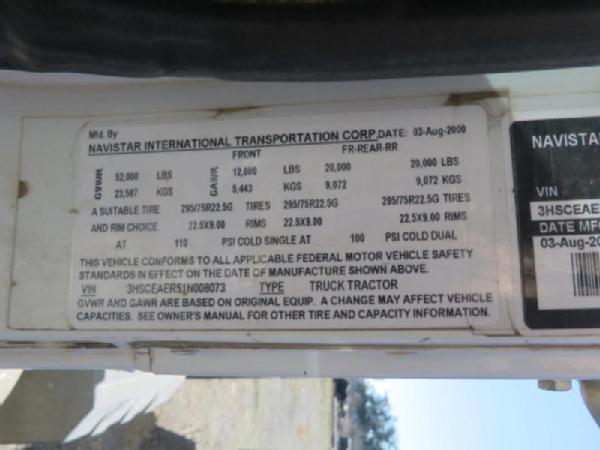 Mfd. By
NAVISTAR INTERNATIONAL TRANSPORTATION CORP. DATE: 03-Aug-2000
FRONT FR-REAR-RR
GVWR 52,000 LBS GAWR 12,000 LBS 20,000 20,000 LBS
23,587 KGS 5,443 KGS 9,072 9,072 KGS
A SUITABLE TIRE 295/75R22.5G TIRES 295/75R22.5G 295/75R22.5G TIRES
AND RIM CHOICE 22.5X9.00 RIMS 22.5X9.00 22.5X9.00 RIMS
AT 110 PSI COLD SINGLE AT 100 PSI COLD DUAL
THIS VEHICLE CONFORMS TO ALL APPLICABLE FEDERAL MOTOR VEHICLE SAFETY
STANDARDS IN EFFECT ON THE DATE OF MANUFACTURE SHOWN ABOVE.
VIN 3HSCEAER51N008073 TYPE TRUCK TRACTOR
GVWR AND GAWR ARE BASED ON ORIGINAL EQUIP. A CHANGE MAY AFFECT VEHICLE
CAPACITIES. SEE OWNER'S MANUAL FOR OTHER TIRE AND CAPACITY INFORMATION.
NAVISTAR
VIN
3HSCEAE
DATE MFG
03-Aug-20